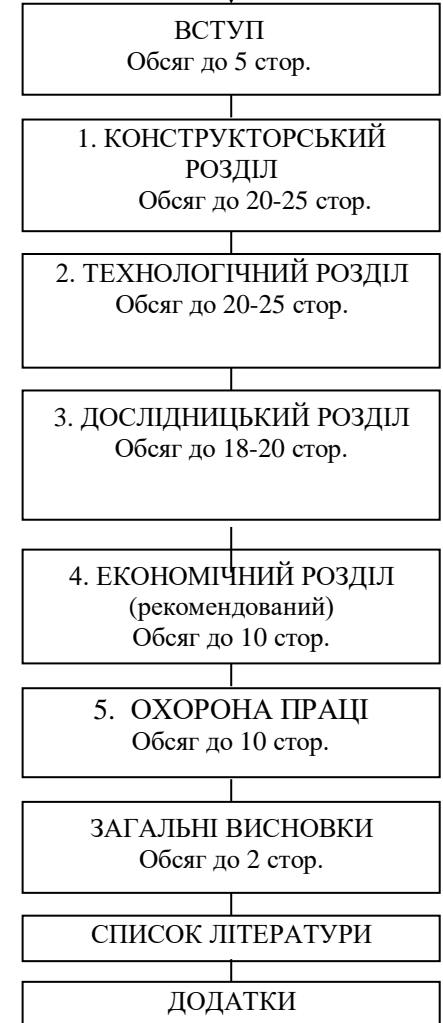 ВСТУП
Обсяг до 5 стор.
1. КОНСТРУКТОРСЬКИЙ
РОЗДІЛ
Обсяг до 20-25 стор.
2. ТЕХНОЛОГІЧНИЙ РОЗДІЛ
Обсяг до 20-25 стор.
3. ДОСЛІДНИЦЬКИЙ РОЗДІЛ
Обсяг до 18-20 стор.
4. ЕКОНОМІЧНИЙ РОЗДІЛ
(рекомендований)
Обсяг до 10 стор.
5. ОХОРОНА ПРАЦІ
Обсяг до 10 стор.
ЗАГАЛЬНІ ВИСНОВКИ
Обсяг до 2 стор.
СПИСОК ЛІТЕРАТУРИ
ДОДАТКИ